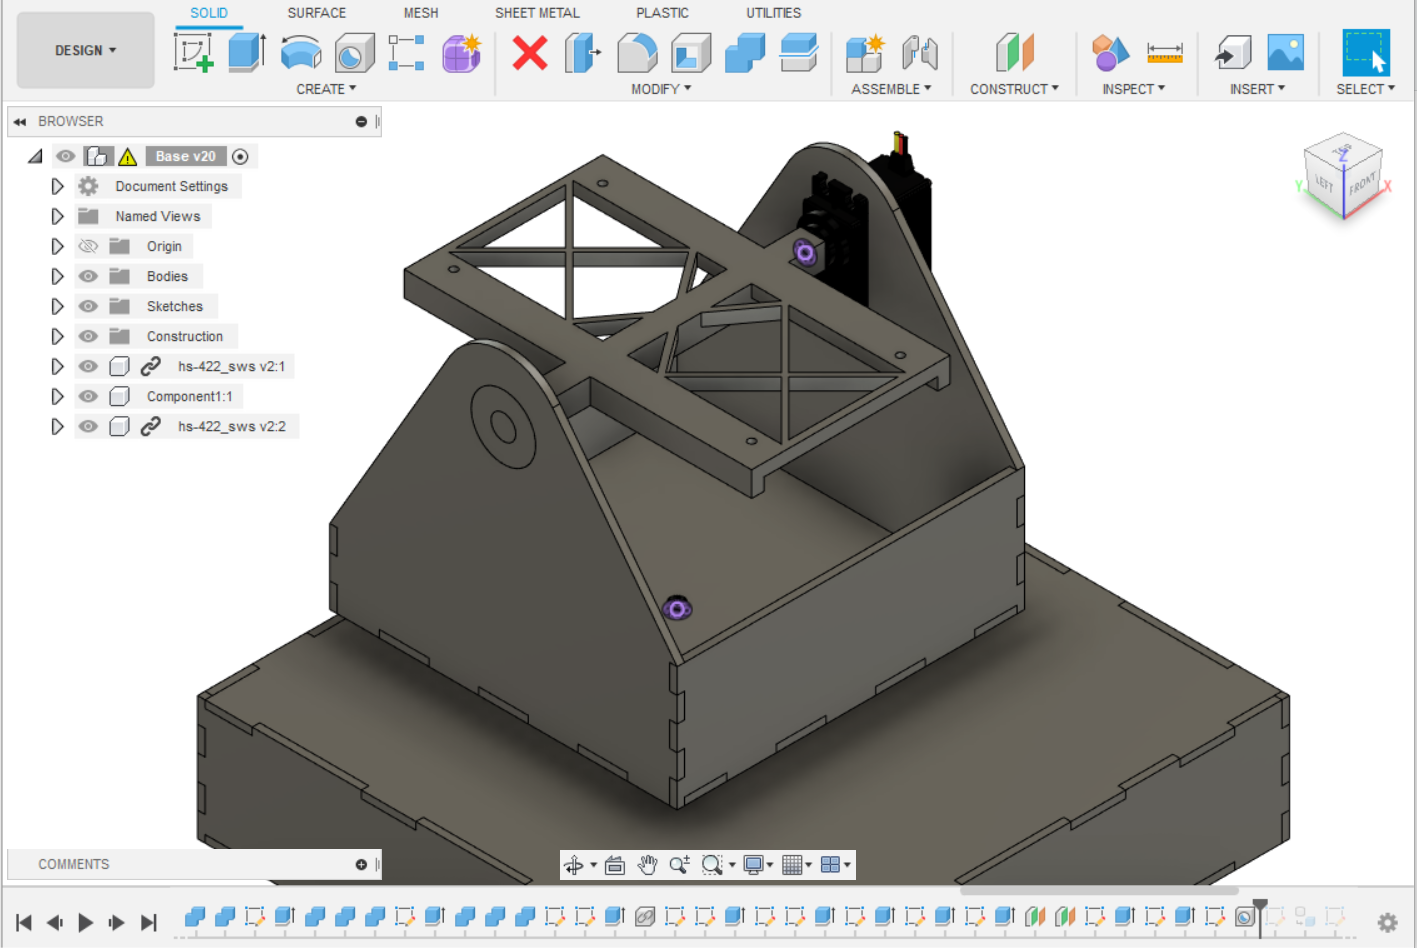 SOLID SURFACE MESH SHEET METAL PLASTIC UTILITIES
DESIGN
CREATE MODIFY ASSEMBLE CONSTRUCT INSPECT INSERT SELECT
BROWSER
Base v20
Document Settings
Named Views
Origin
Bodies
Sketches
Construction
hs-422_sws v2:1
Component1:1
hs-422_sws v2:2
Z
LEFT FRONT
Y X
COMMENTS